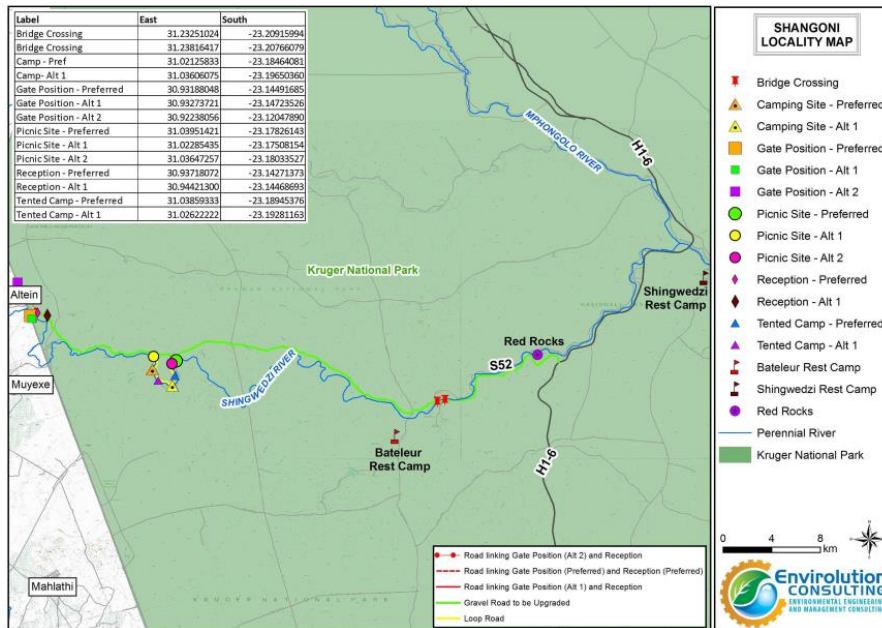 Label East South
Bridge Crossing 31.23251024 -23.20915994
Bridge Crossing 31.23816417 -23.20766079
Camp - Pref 31.02125833 -23.18464081
Camp- Alt 1 31.03606075 -23.19650360
Gate Position - Preferred 30.93188048 -23.14491685
Gate Position - Alt 1 30.93273721 -23.14723526
Gate Position - Alt 2 30.92238056 -23.12047890
Picnic Site - Preferred 31.03951421 -23.17826143
Picnic Site - Alt 1 31.02285435 -23.17508154
Picnic Site - Alt 2 31.03647257 -23.18033527
Reception - Preferred 30.93718072 -23.14271373
Reception - Alt 1 30.94421300 -23.14468693
Tented Camp - Preferred 31.03859333 -23.18945376
Tented Camp - Alt 1 31.02622222 -23.19281163
MPHONGOLO RIVER
H1-6
Kruger National Park
Shingwedzi
Rest Camp
Altein
Red Rocks
S52
SHINGWEDZI RIVER
Muyexe
Bateleur
Rest Camp
H1-6
Mahlathi
KRUGER NATIONAL PARK
Road linking Gate Position (Alt 2) and Reception
Road linking Gate Position (Preferred) and Reception (Preferred)
Road linking Gate Position (Alt 1) and Reception
Gravel Road to be Upgraded
Loop Road
SHANGONI
LOCALITY MAP
Bridge Crossing
Camping Site - Preferred
Camping Site - Alt 1
Gate Position - Preferred
Gate Position - Alt 1
Gate Position - Alt 2
Picnic Site - Preferred
Picnic Site - Alt 1
Picnic Site - Alt 2
Reception - Preferred
Reception - Alt 1
Tented Camp - Preferred
Tented Camp - Alt 1
Bateleur Rest Camp
Shingwedzi Rest Camp
Red Rocks
Perennial River
Kruger National Park
0 4 8
km
Envirolution
CONSULTING
ENVIRONMENTAL ENGINEERING
AND MANAGEMENT CONSULTING